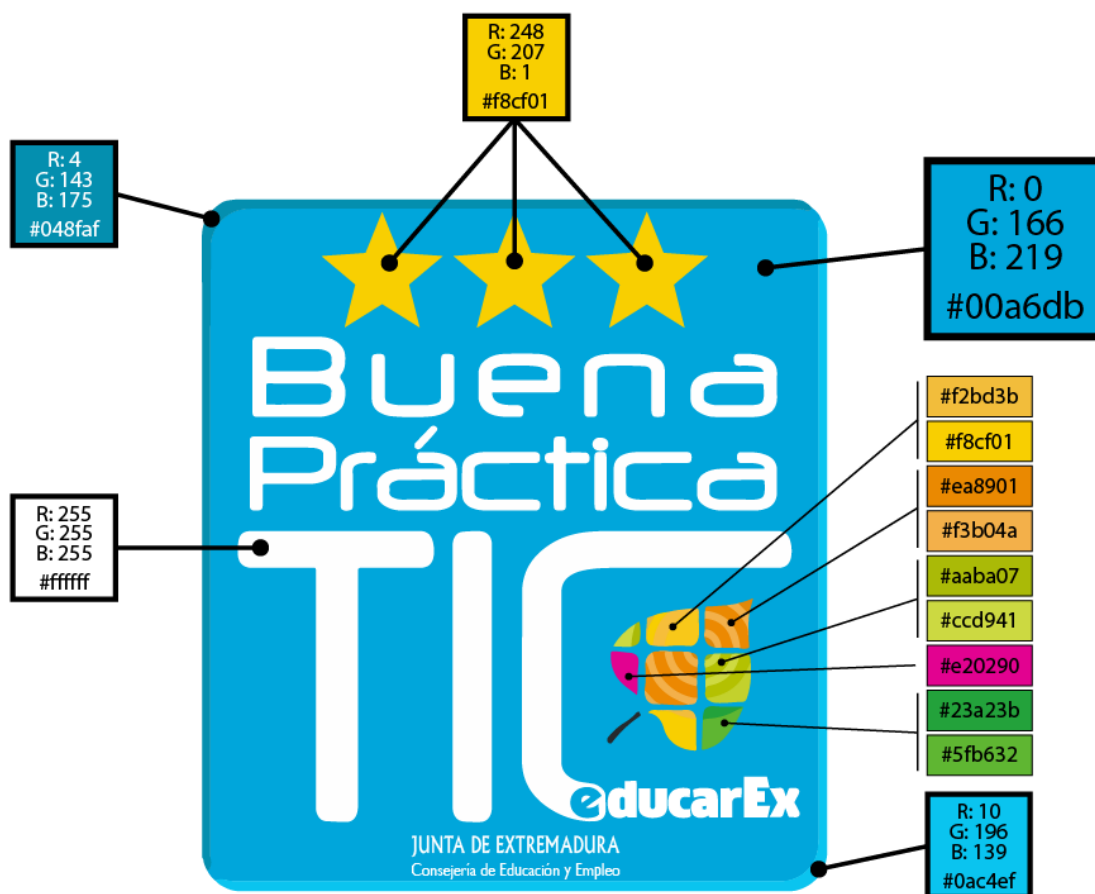 R: 248
G: 207
B: 1
#f8cf01
R: 4
G: 143
B: 175
#048faf
R: 0
G: 166
B: 219
#00a6db
Buena
Práctica
TIC
R: 255
G: 255
B: 255
#ffffff
#f2bd3b
#f8cf01
#ea8901
#f3b04a
#aaba07
#ccd941
#e20290
#23a23b
#5fb632
educarEx
JUNTA DE EXTREMADURA
Consejería de Educación y Empleo
R: 10
G: 196
B: 139
#0ac4ef